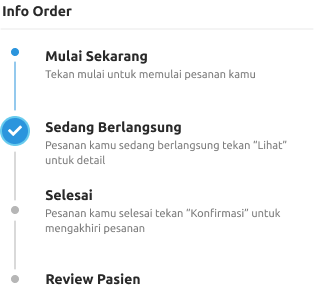 Info Order
Mulai Sekarang
Tekan mulai untuk memulai pesanan kamu
Sedang Berlangsung
Pesanan kamu sedang berlangsung tekan “Lihat”
untuk detail
Selesai
Pesanan kamu selesai tekan “Konfirmasi” untuk
mengakhiri pesanan
Review Pasien